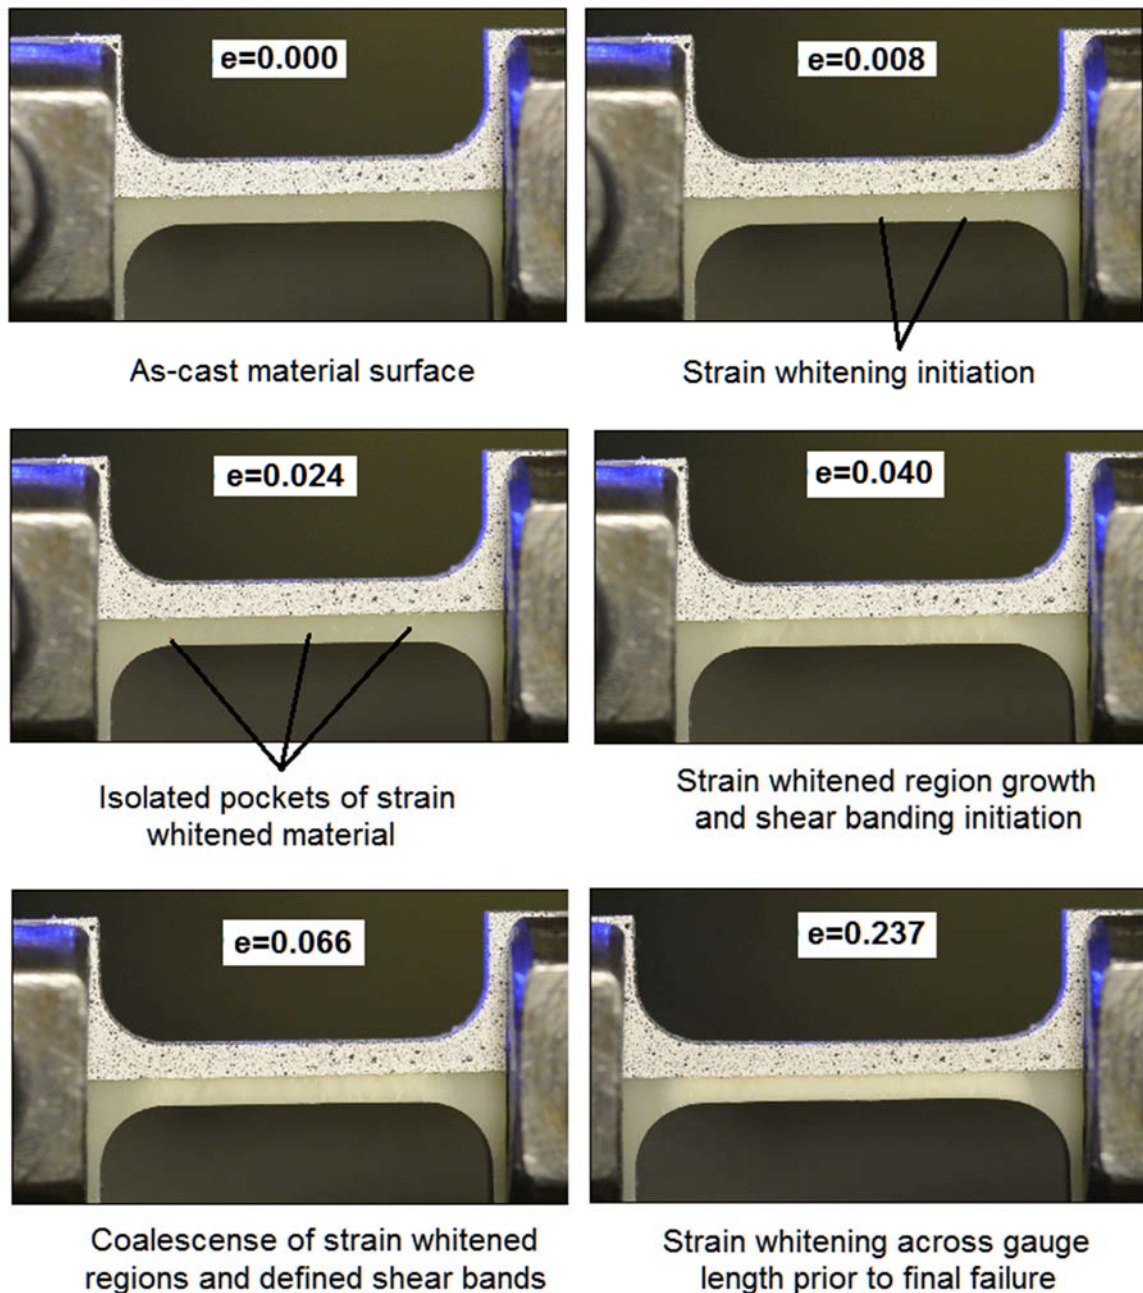 e=0.000
e=0.008
As-cast material surface
Strain whitening initiation
e=0.024
e=0.040
Isolated pockets of strain
whitened material
Strain whitened region growth
and shear banding initiation
e=0.066
e=0.237
Coalescense of strain whitened
regions and defined shear bands
Strain whitening across gauge
length prior to final failure